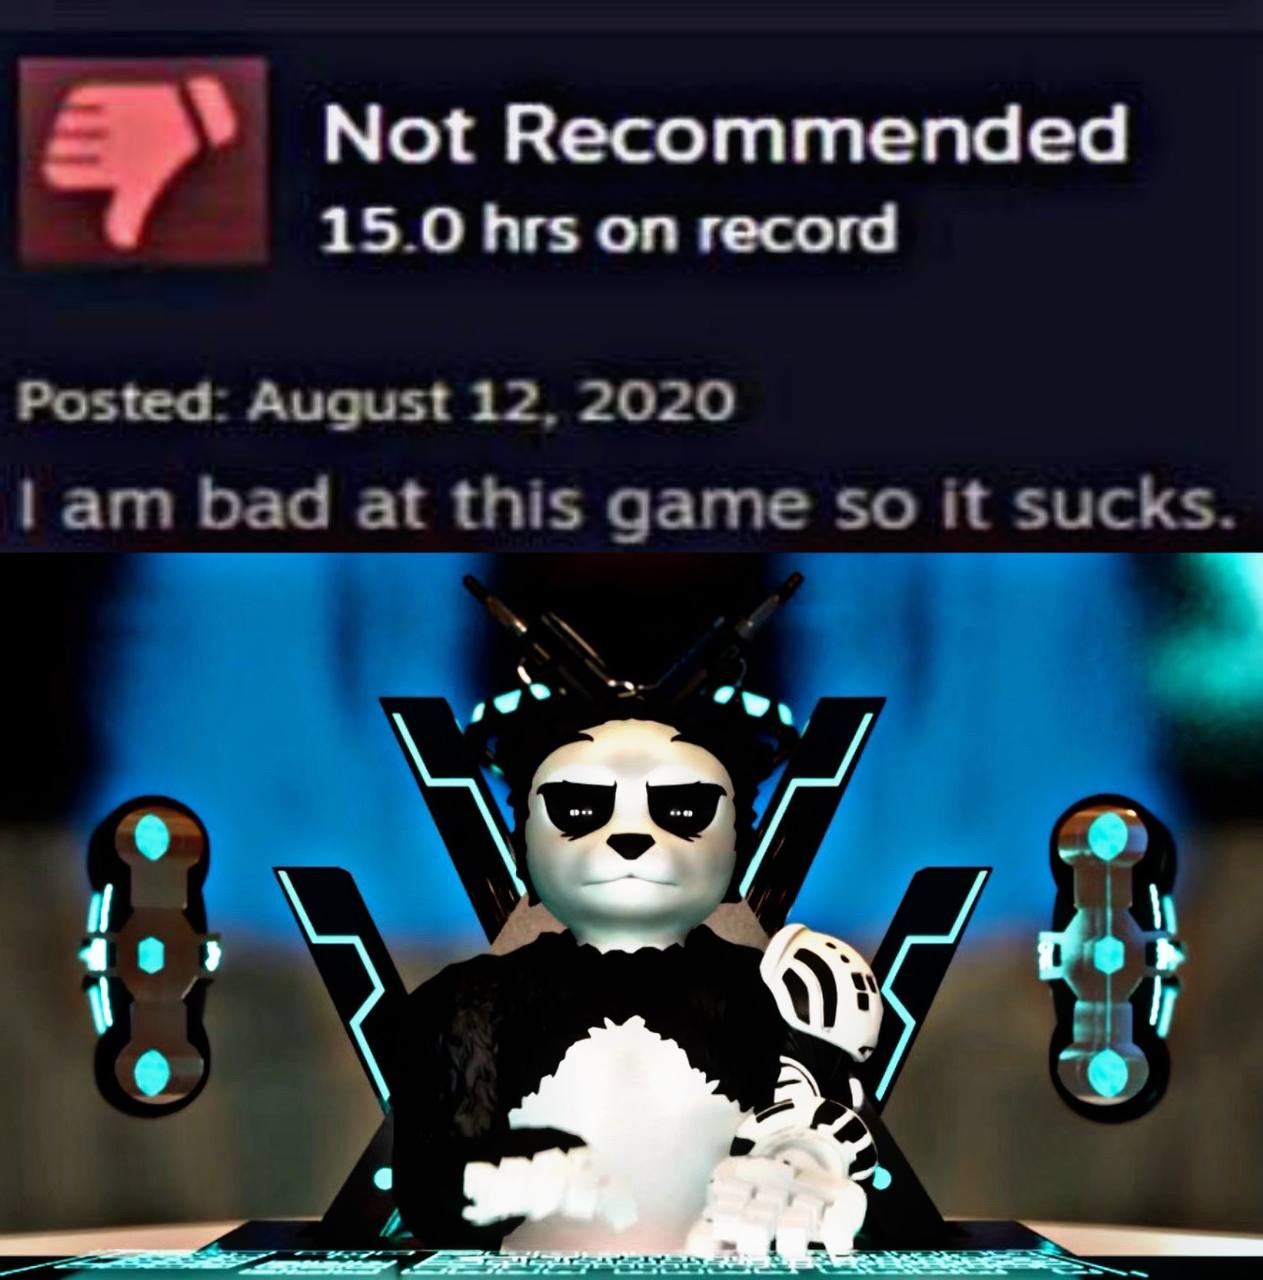 Not Recommended
15.0 hrs on record
Posted: August 12, 2020
I am bad at this game so it sucks.